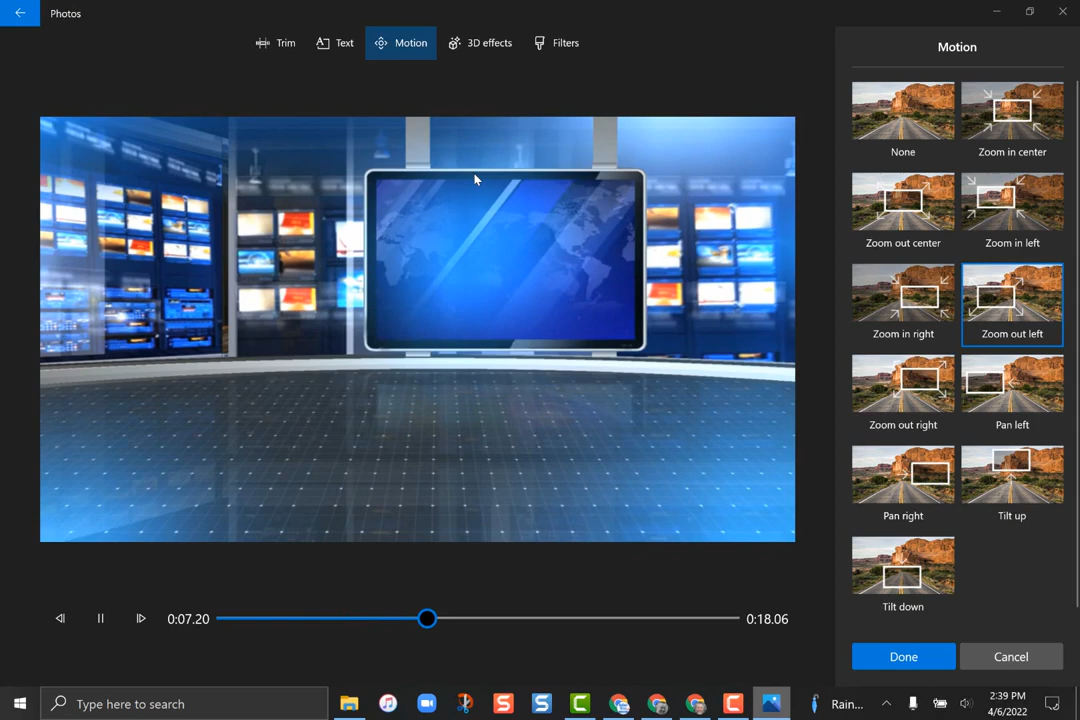 Photos
Trim
Text
Motion
3D effects
Filters
Motion
None
Zoom in center
Zoom out center
Zoom in left
Zoom in right
Zoom out left
Zoom out right
Pan left
Pan right
Tilt up
Tilt down
0:07.20
0:18.06
Done
Cancel
Type here to search
Rain...
2:39 PM
4/6/2022